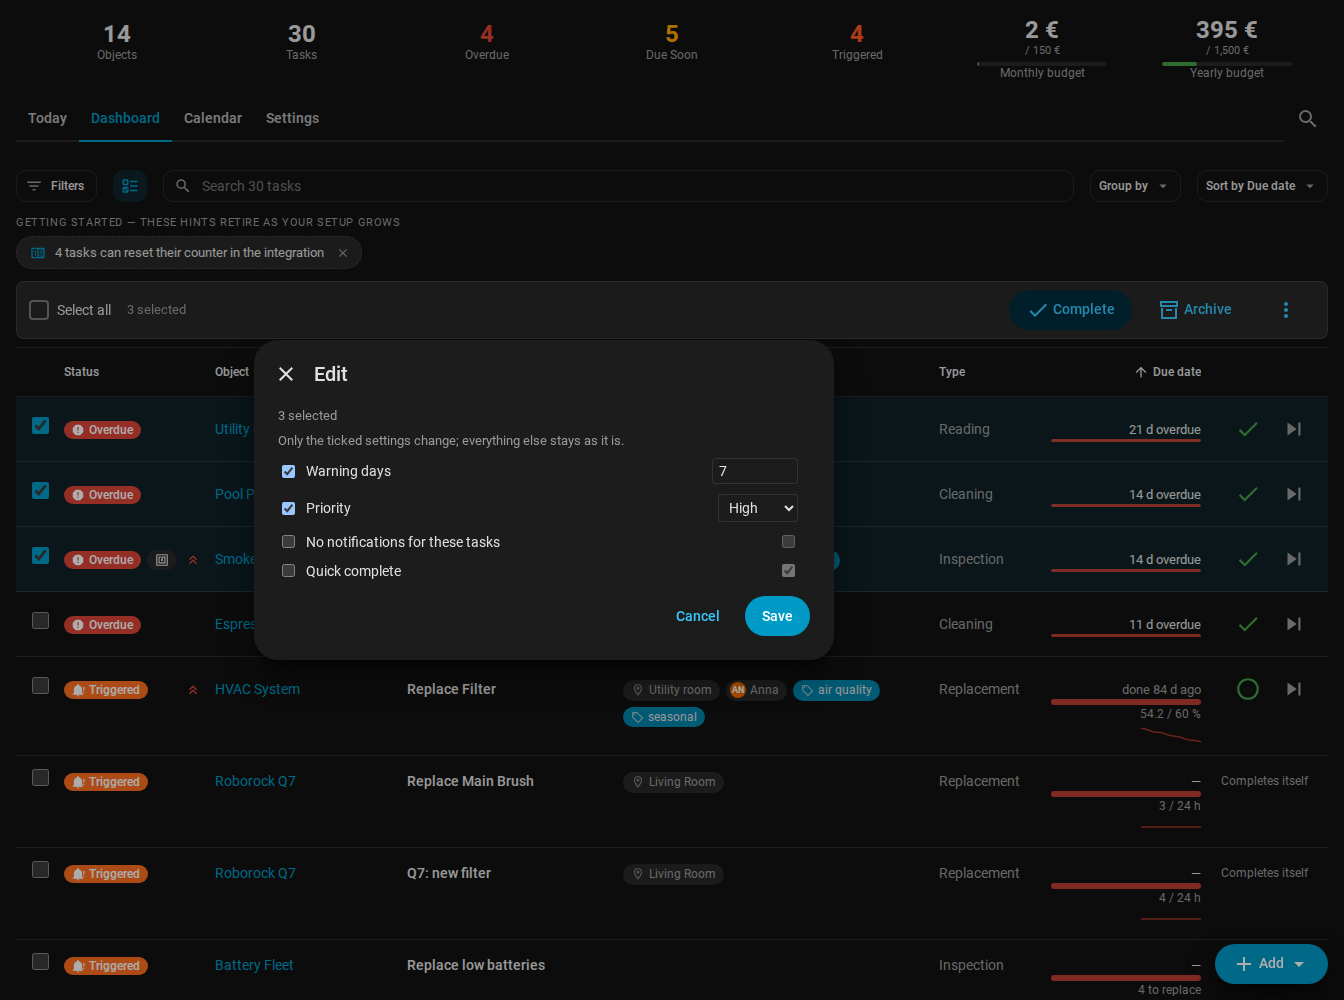 14
Objects
30
Tasks
4
Overdue
5
Due Soon
4
Triggered
2 €
/ 150 €
Monthly budget
395 €
/ 1,500 €
Yearly budget
Today Dashboard Calendar Settings
Filters
Search 30 tasks
Group by
Sort by Due date
GETTING STARTED — THESE HINTS RETIRE AS YOUR SETUP GROWS
4 tasks can reset their counter in the integration
Select all 3 selected
Complete
Archive
Status Object Type Due date
Overdue Utility Reading 21 d overdue
Overdue Pool Cleaning 14 d overdue
Overdue Smoke Inspection 14 d overdue
Overdue Cleaning 11 d overdue
Edit
3 selected
Only the ticked settings change; everything else stays as it is.
Warning days 7
Priority High
No notifications for these tasks
Quick complete
Cancel Save
Triggered HVAC System Replace Filter Utility room AN Anna air quality Replacement done 84 d ago
seasonal 54.2 / 60 %
Triggered Roborock Q7 Replace Main Brush Living Room Replacement — Completes itself
3 / 24 h
Triggered Roborock Q7 Q7: new filter Living Room Replacement — Completes itself
4 / 24 h
Triggered Battery Fleet Replace low batteries Inspection —
4 to replace
Add